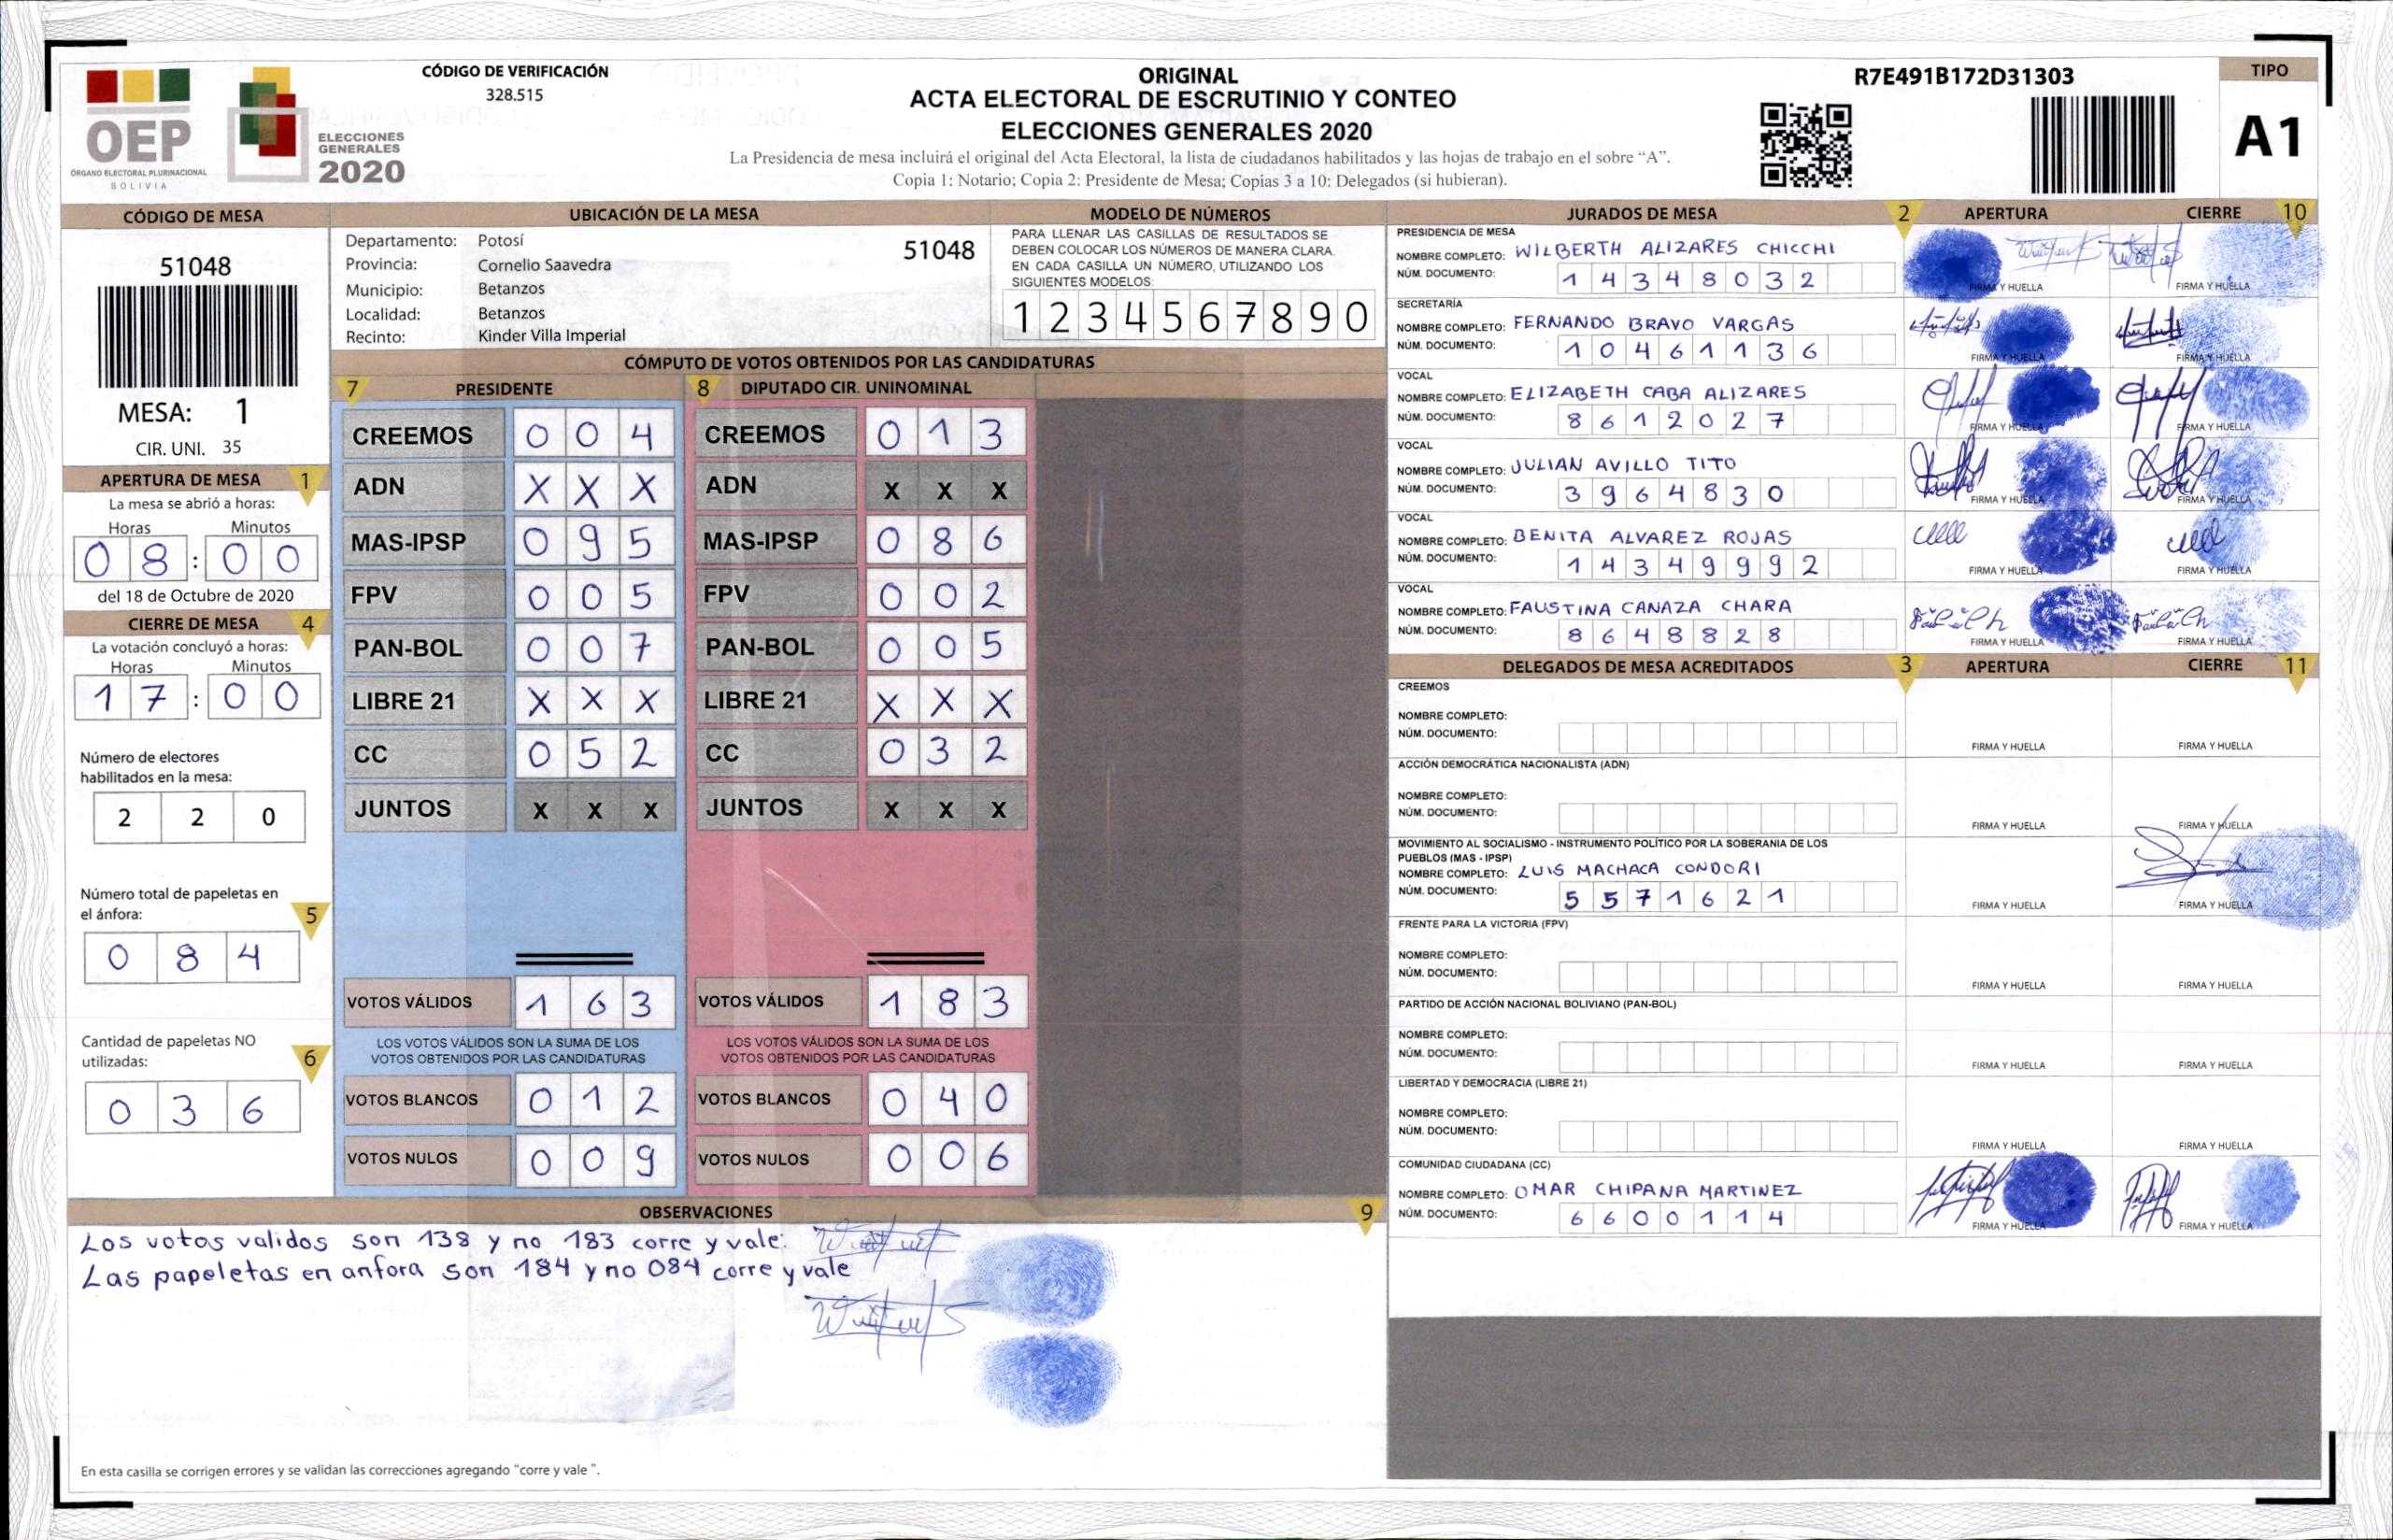 CÓDIGO DE VERIFICACIÓN
328.515
OEP
ÓRGANO ELECTORAL PLURINACIONAL
BOLIVIA
ELECCIONES
GENERALES
2020
ORIGINAL
ACTA ELECTORAL DE ESCRUTINIO Y CONTEO
ELECCIONES GENERALES 2020
La Presidencia de mesa incluirá el original del Acta Electoral, la lista de ciudadanos habilitados y las hojas de trabajo en el sobre “A”.
Copia 1: Notario; Copia 2: Presidente de Mesa; Copias 3 a 10: Delegados (si hubieran).
R7E491B172D31303
TIPO
A1
CÓDIGO DE MESA
51048
MESA: 1
CIR. UNI. 35
APERTURA DE MESA 1
La mesa se abrió a horas:
Horas Minutos
08:00
del 18 de Octubre de 2020
CIERRE DE MESA 4
La votación concluyó a horas:
Horas Minutos
17:00
Número de electores
habilitados en la mesa:
220
Número total de papeletas en
el ánfora: 5
084
Cantidad de papeletas NO
utilizadas: 6
036
UBICACIÓN DE LA MESA
Departamento: Potosí 51048
Provincia: Cornelio Saavedra
Municipio: Betanzos
Localidad: Betanzos
Recinto: Kinder Villa Imperial
MODELO DE NÚMEROS
PARA LLENAR LAS CASILLAS DE RESULTADOS SE
DEBEN COLOCAR LOS NÚMEROS DE MANERA CLARA.
EN CADA CASILLA UN NÚMERO, UTILIZANDO LOS
SIGUIENTES MODELOS:
1 2 3 4 5 6 7 8 9 0
CÓMPUTO DE VOTOS OBTENIDOS POR LAS CANDIDATURAS
7 PRESIDENTE
CREEMOS 004
ADN XXX
MAS-IPSP 095
FPV 005
PAN-BOL 007
LIBRE 21 XXX
CC 052
JUNTOS X X X
VOTOS VÁLIDOS 163
LOS VOTOS VÁLIDOS SON LA SUMA DE LOS
VOTOS OBTENIDOS POR LAS CANDIDATURAS
VOTOS BLANCOS 012
VOTOS NULOS 009
8 DIPUTADO CIR. UNINOMINAL
CREEMOS 013
ADN X X X
MAS-IPSP 086
FPV 002
PAN-BOL 005
LIBRE 21 XXX
CC 032
JUNTOS X X X
VOTOS VÁLIDOS 183
LOS VOTOS VÁLIDOS SON LA SUMA DE LOS
VOTOS OBTENIDOS POR LAS CANDIDATURAS
VOTOS BLANCOS 040
VOTOS NULOS 006
OBSERVACIONES 9
Los votos validos son 138 y no 183 corre y vale:
Las papeletas en anfora son 184 y no 084 corre y vale
En esta casilla se corrigen errores y se validan las correcciones agregando "corre y vale ".
JURADOS DE MESA 2 APERTURA CIERRE 10
PRESIDENCIA DE MESA
NOMBRE COMPLETO: WILBERTH ALIZARES CHICCHI
NÚM. DOCUMENTO: 14348032
FIRMA Y HUELLA FIRMA Y HUELLA
SECRETARÍA
NOMBRE COMPLETO: FERNANDO BRAVO VARGAS
NÚM. DOCUMENTO: 10461136
FIRMA Y HUELLA FIRMA Y HUELLA
VOCAL
NOMBRE COMPLETO: ELIZABETH CABA ALIZARES
NÚM. DOCUMENTO: 8612027
FIRMA Y HUELLA FIRMA Y HUELLA
VOCAL
NOMBRE COMPLETO: JULIAN AVILLO TITO
NÚM. DOCUMENTO: 3964830
FIRMA Y HUELLA FIRMA Y HUELLA
VOCAL
NOMBRE COMPLETO: BENITA ALVAREZ ROJAS
NÚM. DOCUMENTO: 14349992
FIRMA Y HUELLA FIRMA Y HUELLA
VOCAL
NOMBRE COMPLETO: FAUSTINA CANAZA CHARA
NÚM. DOCUMENTO: 8648828
FIRMA Y HUELLA FIRMA Y HUELLA
DELEGADOS DE MESA ACREDITADOS 3 APERTURA CIERRE 11
CREEMOS
NOMBRE COMPLETO:
NÚM. DOCUMENTO:
FIRMA Y HUELLA FIRMA Y HUELLA
ACCIÓN DEMOCRÁTICA NACIONALISTA (ADN)
NOMBRE COMPLETO:
NÚM. DOCUMENTO:
FIRMA Y HUELLA FIRMA Y HUELLA
MOVIMIENTO AL SOCIALISMO - INSTRUMENTO POLÍTICO POR LA SOBERANIA DE LOS
PUEBLOS (MAS - IPSP)
NOMBRE COMPLETO: LUIS MACHACA CONDORI
NÚM. DOCUMENTO: 5571621
FIRMA Y HUELLA FIRMA Y HUELLA
FRENTE PARA LA VICTORIA (FPV)
NOMBRE COMPLETO:
NÚM. DOCUMENTO:
FIRMA Y HUELLA FIRMA Y HUELLA
PARTIDO DE ACCIÓN NACIONAL BOLIVIANO (PAN-BOL)
NOMBRE COMPLETO:
NÚM. DOCUMENTO:
FIRMA Y HUELLA FIRMA Y HUELLA
LIBERTAD Y DEMOCRACIA (LIBRE 21)
NOMBRE COMPLETO:
NÚM. DOCUMENTO:
FIRMA Y HUELLA FIRMA Y HUELLA
COMUNIDAD CIUDADANA (CC)
NOMBRE COMPLETO: OMAR CHIPANA MARTINEZ
NÚM. DOCUMENTO: 6600114
FIRMA Y HUELLA FIRMA Y HUELLA